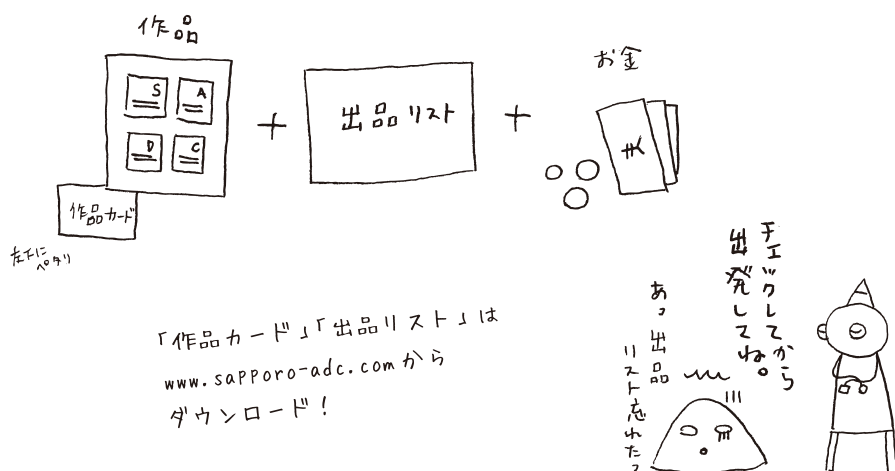 作品
S
A
D
C
作品カード
左下に
ペタリ
+
出品リスト
+
お金
¥
チェックしてから
出発してね。
あっ出品
リスト忘れた
「作品カード」「出品リスト」は
www.sapporo-adc.comから
ダウンロード!